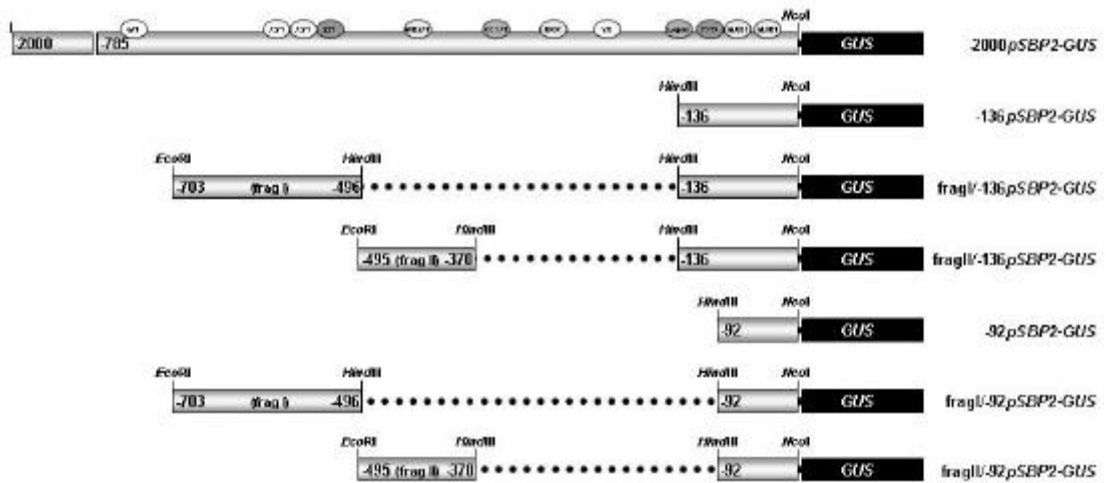 NcoI
-2000 -785 GUS -2000pSBP2-GUS
HindIII NcoI
-136 GUS -136pSBP2-GUS
EcoRI HindIII HindIII NcoI
-703 (frag I) -496 -136 GUS fragI/-136pSBP2-GUS
EcoRI HindIII HindIII NcoI
-495 (frag II) -370 -136 GUS fragII/-136pSBP2-GUS
HindIII NcoI
-92 GUS -92pSBP2-GUS
EcoRI HindIII HindIII NcoI
-703 (frag I) -496 -92 GUS fragI/-92pSBP2-GUS
EcoRI HindIII HindIII NcoI
-495 (frag II) -370 -92 GUS fragII/-92pSBP2-GUS